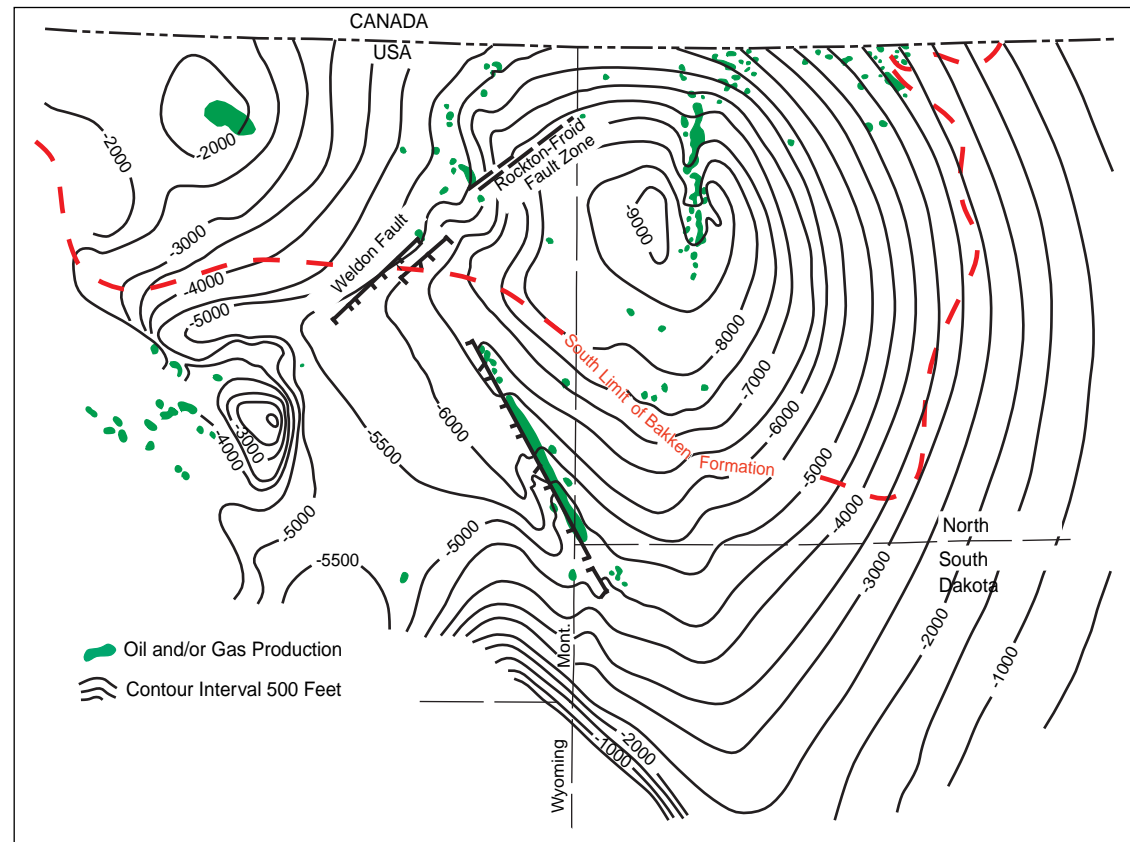 CANADA
USA
-2000
-2000
-3000
-4000
-5000
Weldon Fault
Rockton-Froid
Fault Zone
-9000
-8000
-7000
-6000
-5000
-4000
-3000
-2000
-1000
South Limit of Bakken Formation
-6000
-5500
-3000
-4000
-5000
-5500
-5000
North
South
Dakota
Mont.
Wyoming
-2000
-1000
Oil and/or Gas Production
Contour Interval 500 Feet